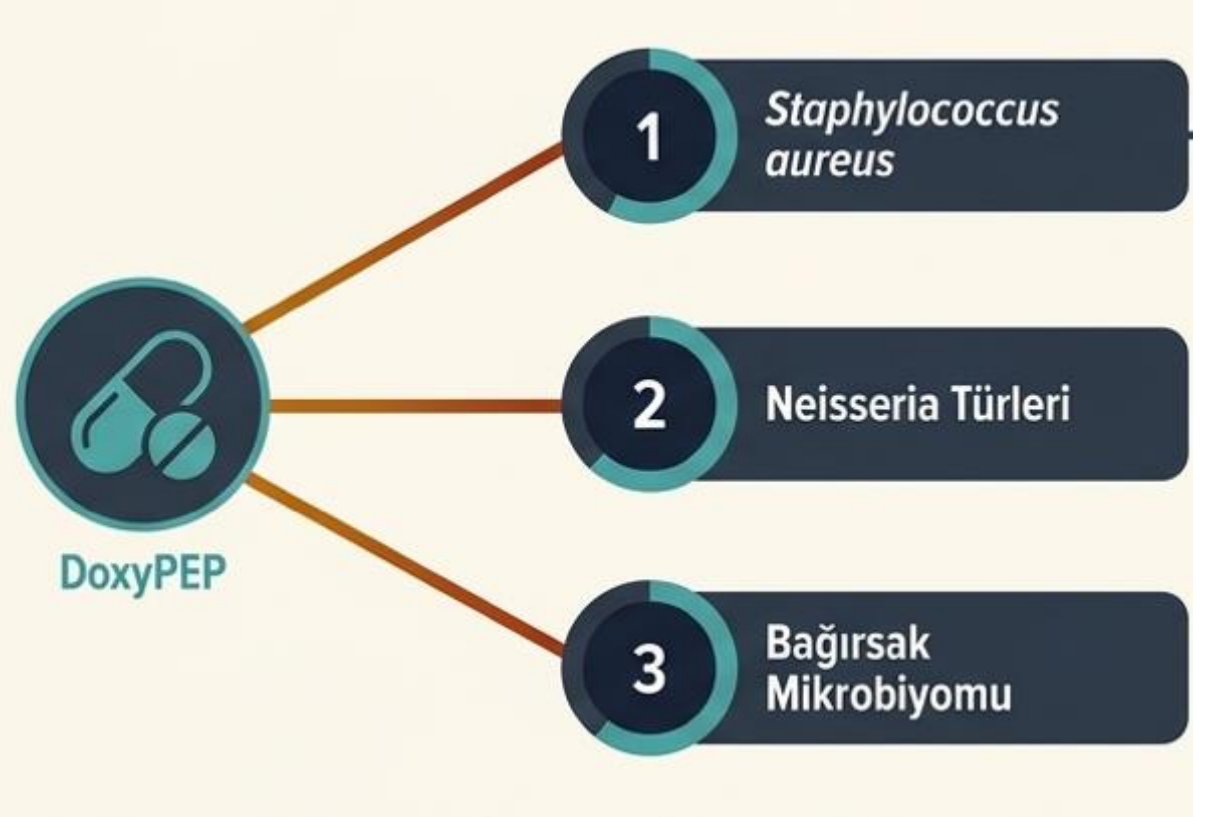 1
Staphylococcus
aureus
2
Neisseria Türleri
DoxyPEP
3
Bağırsak
Mikrobiyomu